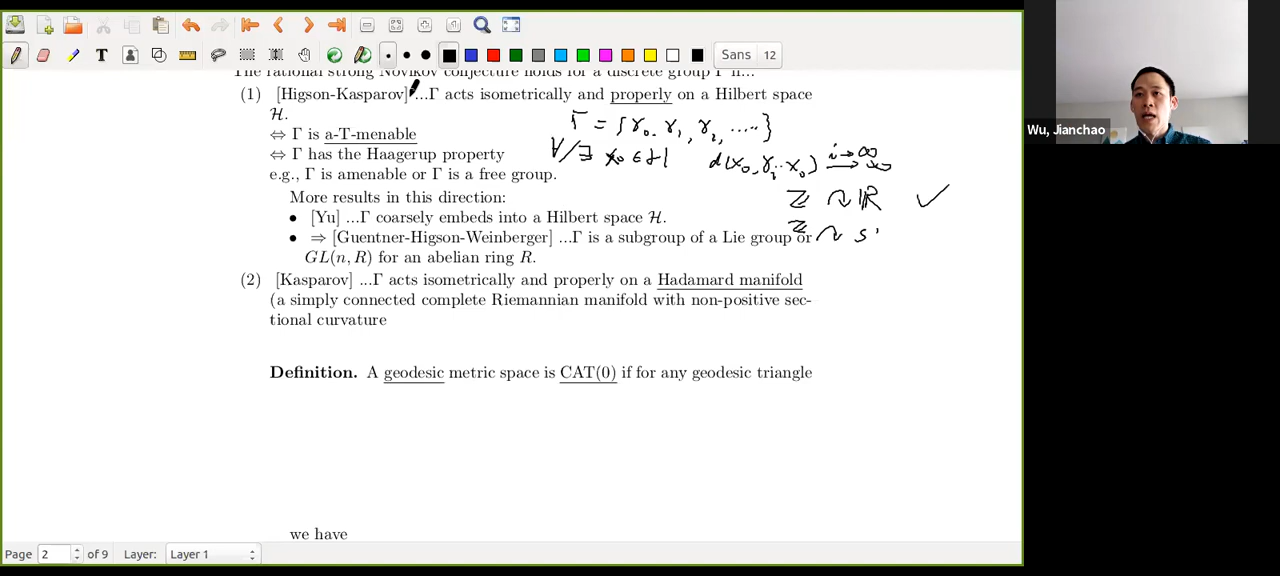 Sans 12
The rational strong Novikov conjecture holds for a discrete group Γ if...
(1) [Higson-Kasparov] ...Γ acts isometrically and properly on a Hilbert space
ℋ.
Γ = {γ₀, γ₁, γ₂, .....}
⇔ Γ is a-T-menable
⇔ Γ has the Haagerup property
∀/∃ x₀ ∈ ℋ d(x₀, γᵢ·x₀) →^{i→∞} ∞
e.g., Γ is amenable or Γ is a free group.
More results in this direction:
ℤ ↷ ℝ ✓
• [Yu] ...Γ coarsely embeds into a Hilbert space ℋ.
ℤ ↷ S'
• ⇒ [Guentner-Higson-Weinberger] ...Γ is a subgroup of a Lie group or
GL(n, R) for an abelian ring R.
(2) [Kasparov] ...Γ acts isometrically and properly on a Hadamard manifold
(a simply connected complete Riemannian manifold with non-positive sec-
tional curvature
Definition. A geodesic metric space is CAT(0) if for any geodesic triangle
we have
Page 2 of 9 Layer: Layer 1
Wu, Jianchao